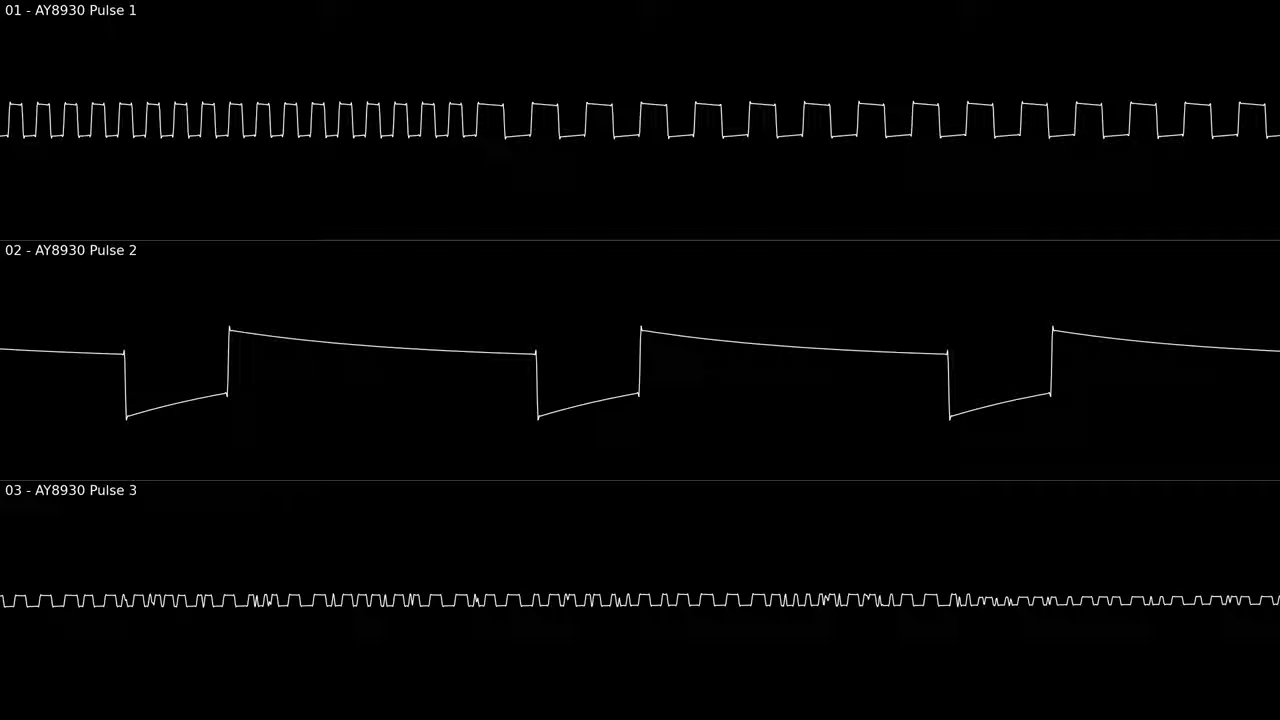 01 - AY8930 Pulse 1
02 - AY8930 Pulse 2
03 - AY8930 Pulse 3